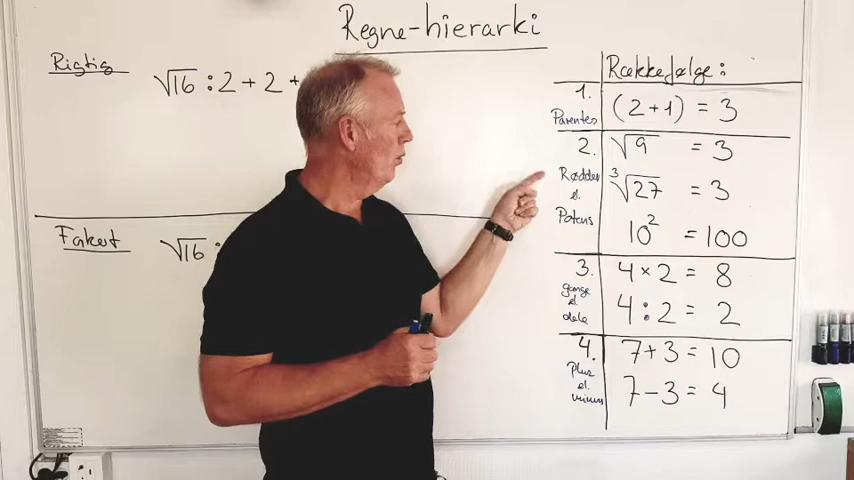 Regne-hierarki
Rigtig
√16 : 2 + 2 +
Fakert
√16 :
Rækkefølge:
1.
Parentes
(2+1) = 3
2.
Rødder
el.
Potens
√9 = 3
³√27 = 3
10² = 100
3.
gange
el.
dele
4 × 2 = 8
4 : 2 = 2
4.
Plus
el.
minus
7 + 3 = 10
7 − 3 = 4